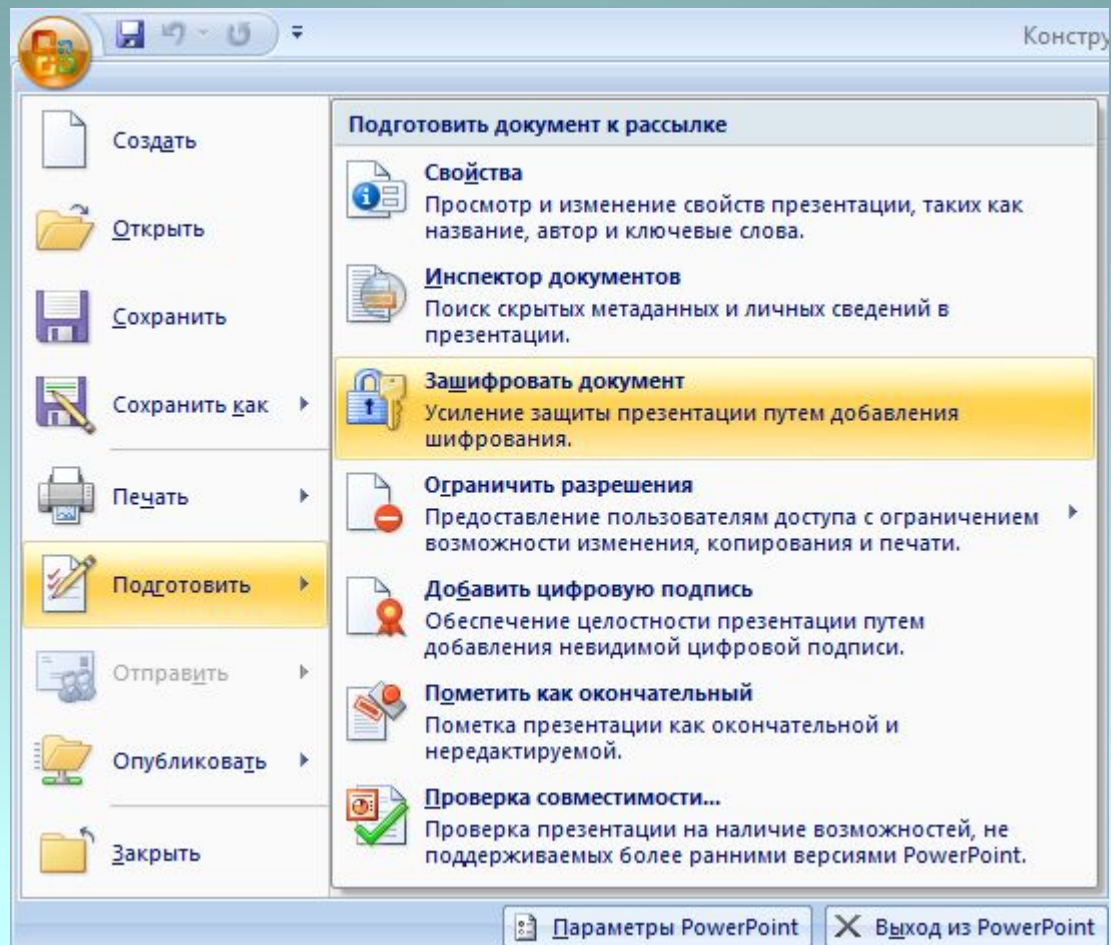 Констру
Создать
Открыть
Сохранить
Сохранить как
Печать
Подготовить
Отправить
Опубликовать
Закрыть
Подготовить документ к рассылке
Свойства
Просмотр и изменение свойств презентации, таких как
название, автор и ключевые слова.
Инспектор документов
Поиск скрытых метаданных и личных сведений в
презентации.
Зашифровать документ
Усиление защиты презентации путем добавления
шифрования.
Ограничить разрешения
Предоставление пользователям доступа с ограничением
возможности изменения, копирования и печати.
Добавить цифровую подпись
Обеспечение целостности презентации путем
добавления невидимой цифровой подписи.
Пометить как окончательный
Пометка презентации как окончательной и
нередактируемой.
Проверка совместимости...
Проверка презентации на наличие возможностей, не
поддерживаемых более ранними версиями PowerPoint.
Параметры PowerPoint
Выход из PowerPoint